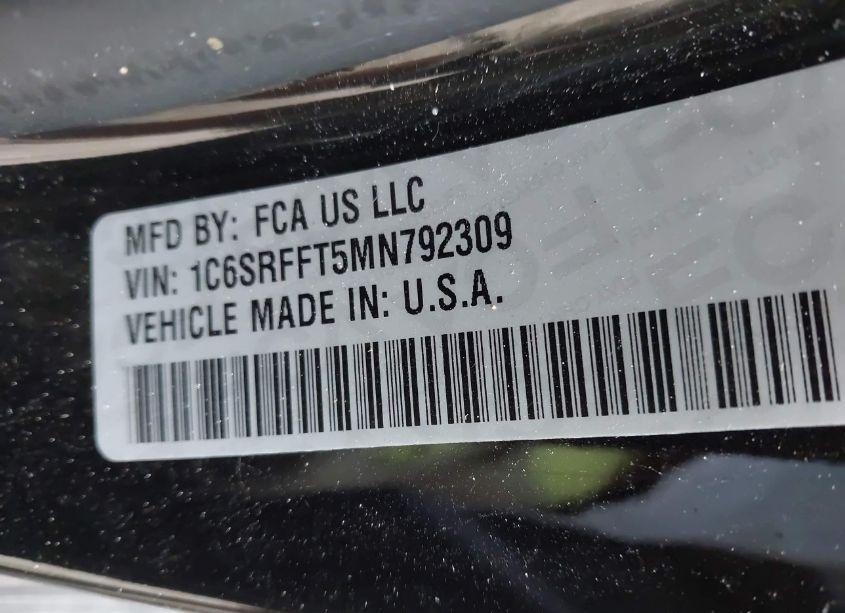 MFD BY: FCA US LLC
VIN: 1C6SRFFT5MN792309
VEHICLE MADE IN: U.S.A.